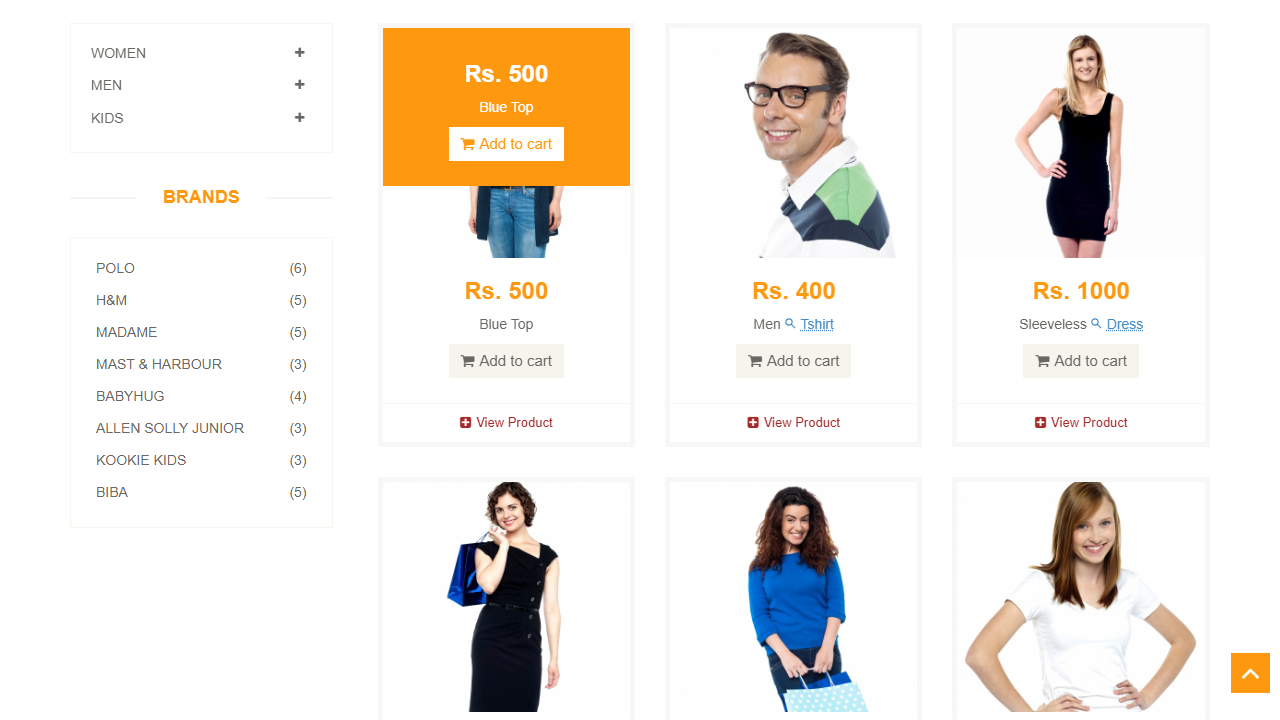 WOMEN
MEN
KIDS
BRANDS
POLO (6)
H&M (5)
MADAME (5)
MAST & HARBOUR (3)
BABYHUG (4)
ALLEN SOLLY JUNIOR (3)
KOOKIE KIDS (3)
BIBA (5)
Rs. 500
Blue Top
Add to cart
Rs. 500
Blue Top
Add to cart
View Product
Rs. 400
Men Tshirt
Add to cart
View Product
Rs. 1000
Sleeveless Dress
Add to cart
View Product